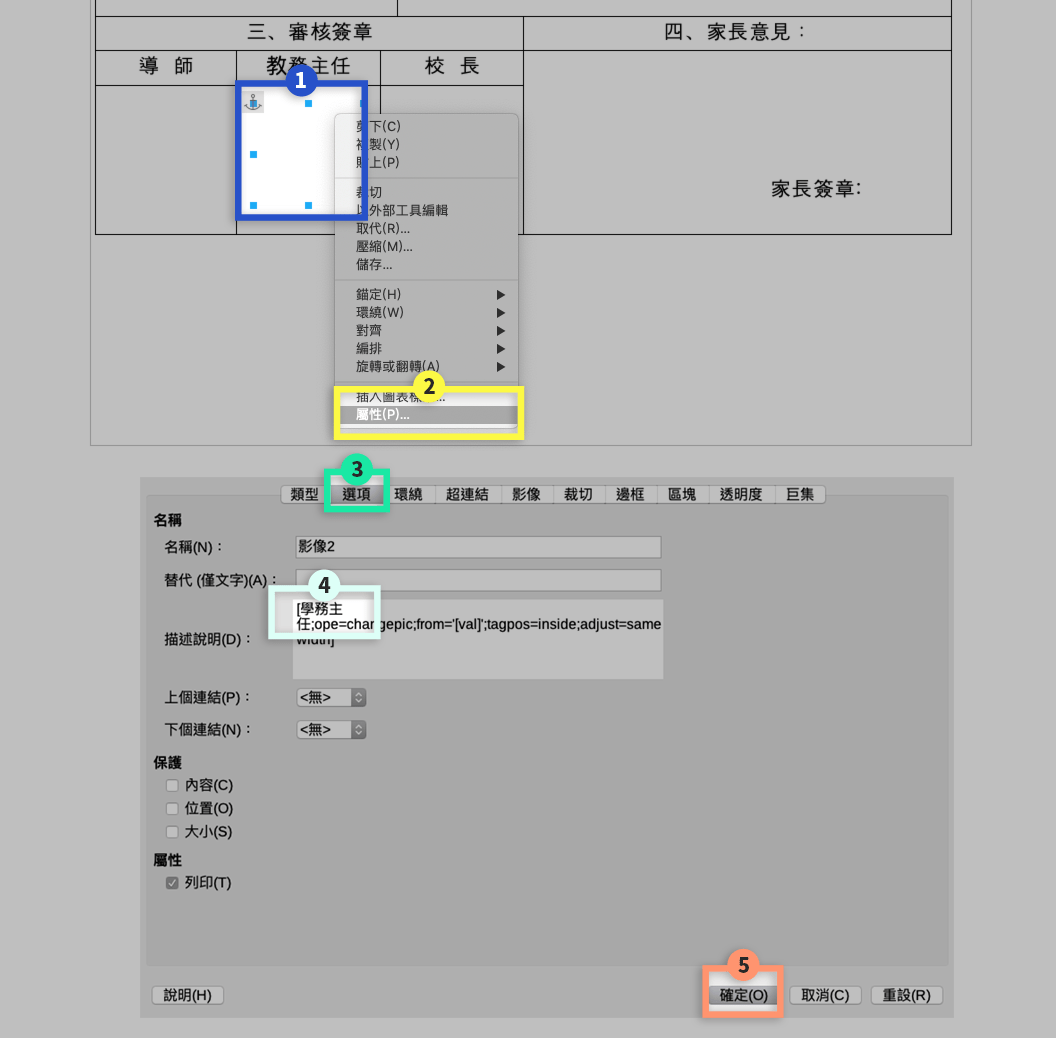 三、審核簽章
四、家長意見：
導 師
教務主任
校 長
1
家長簽章:
剪下(C)
複製(Y)
貼上(P)
裁切
以外部工具編輯
取代(R)...
壓縮(M)...
儲存...
錨定(H)
環繞(W)
對齊
編排
旋轉或翻轉(A)
2
插入圖表標...
屬性(P)...
3
類型 選項 環繞 超連結 影像 裁切 邊框 區塊 透明度 巨集
名稱
名稱(N)：
影像2
替代 (僅文字)(A)：
4
描述說明(D)：
[學務主
任;ope=changepic;from='[val]';tagpos=inside;adjust=same
width]
上個連結(P)：
<無>
下個連結(N)：
<無>
保護
內容(C)
位置(O)
大小(S)
屬性
列印(T)
5
說明(H)
確定(O)
取消(C)
重設(R)